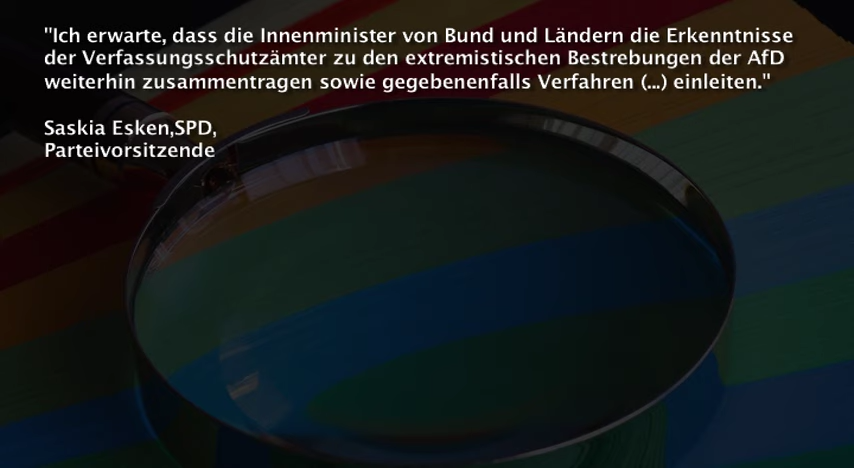 "Ich erwarte, dass die Innenminister von Bund und Ländern die Erkenntnisse
der Verfassungsschutzämter zu den extremistischen Bestrebungen der AfD
weiterhin zusammentragen sowie gegebenenfalls Verfahren (...) einleiten."
Saskia Esken,SPD,
Parteivorsitzende